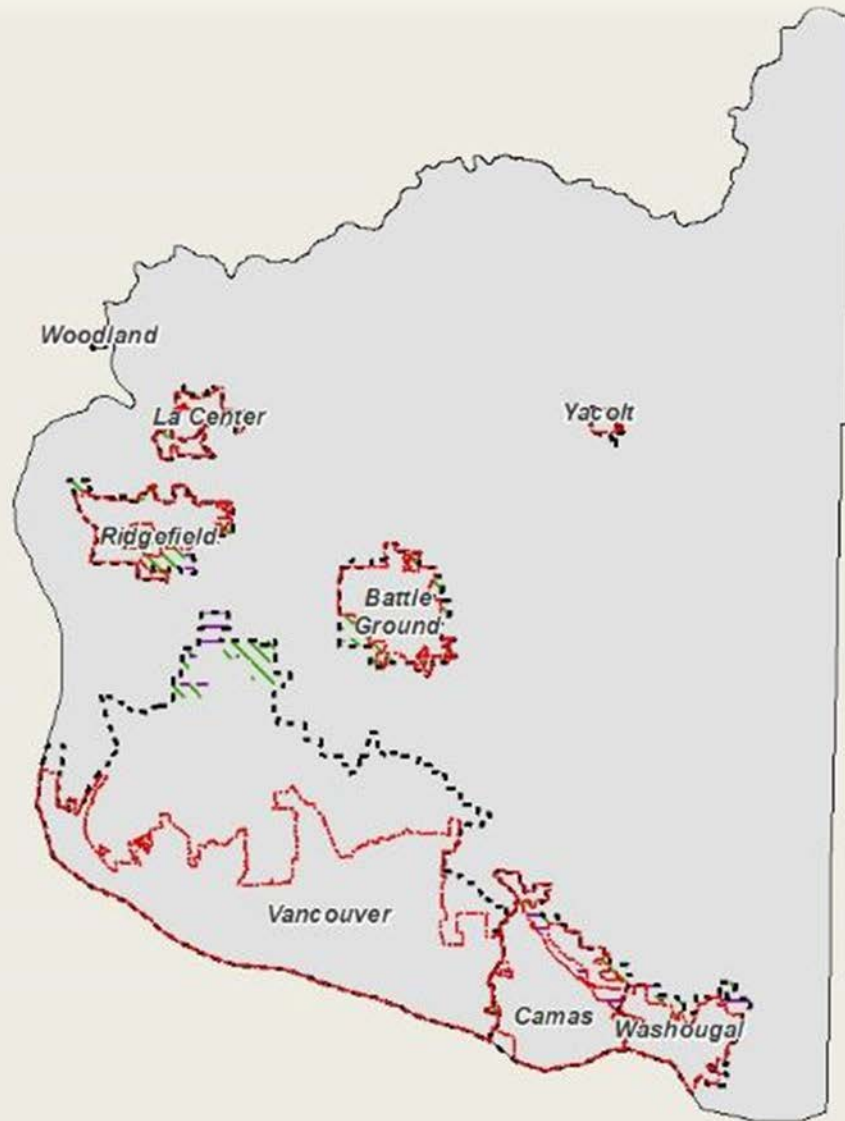 Woodland
La Center
Yacolt
Ridgefield
Battle
Ground
Vancouver
Camas
Washougal